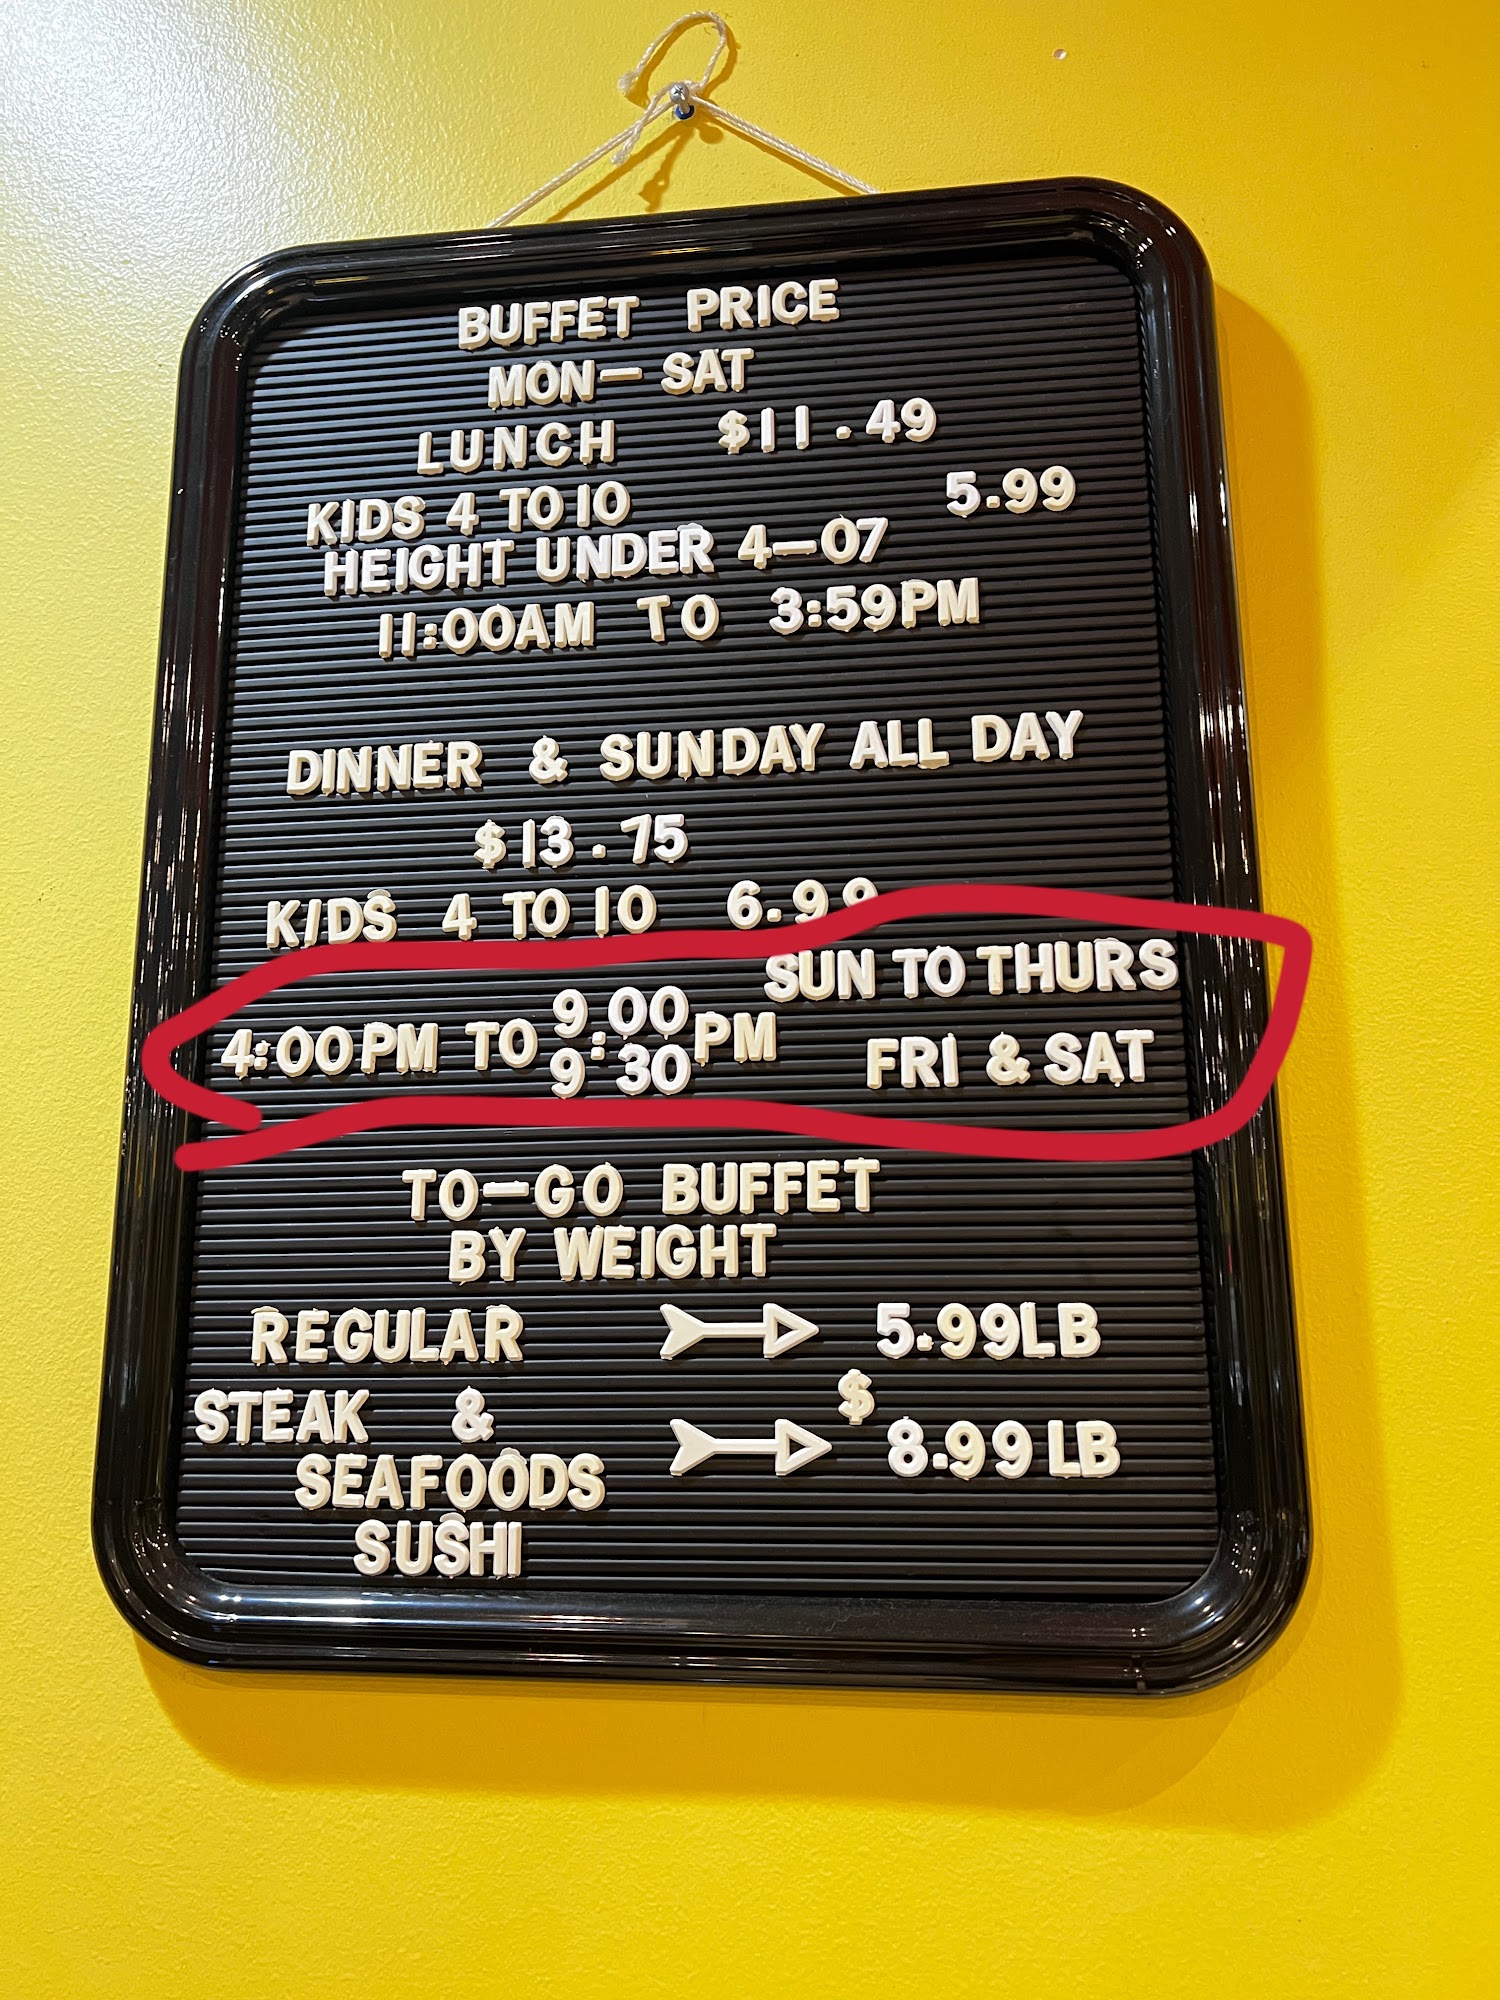 BUFFET PRICE
MON— SAT
LUNCH $11.49
KIDS 4 TO 10 5.99
HEIGHT UNDER 4—07
11:00AM TO 3:59PM
DINNER & SUNDAY ALL DAY
$13.75
KIDS 4 TO 10 6.99
SUN TO THURS
4:00PM TO 9:00 PM
9:30 FRI & SAT
TO—GO BUFFET
BY WEIGHT
REGULAR 5.99LB
STEAK & $
SEAFOODS 8.99LB
SUSHI